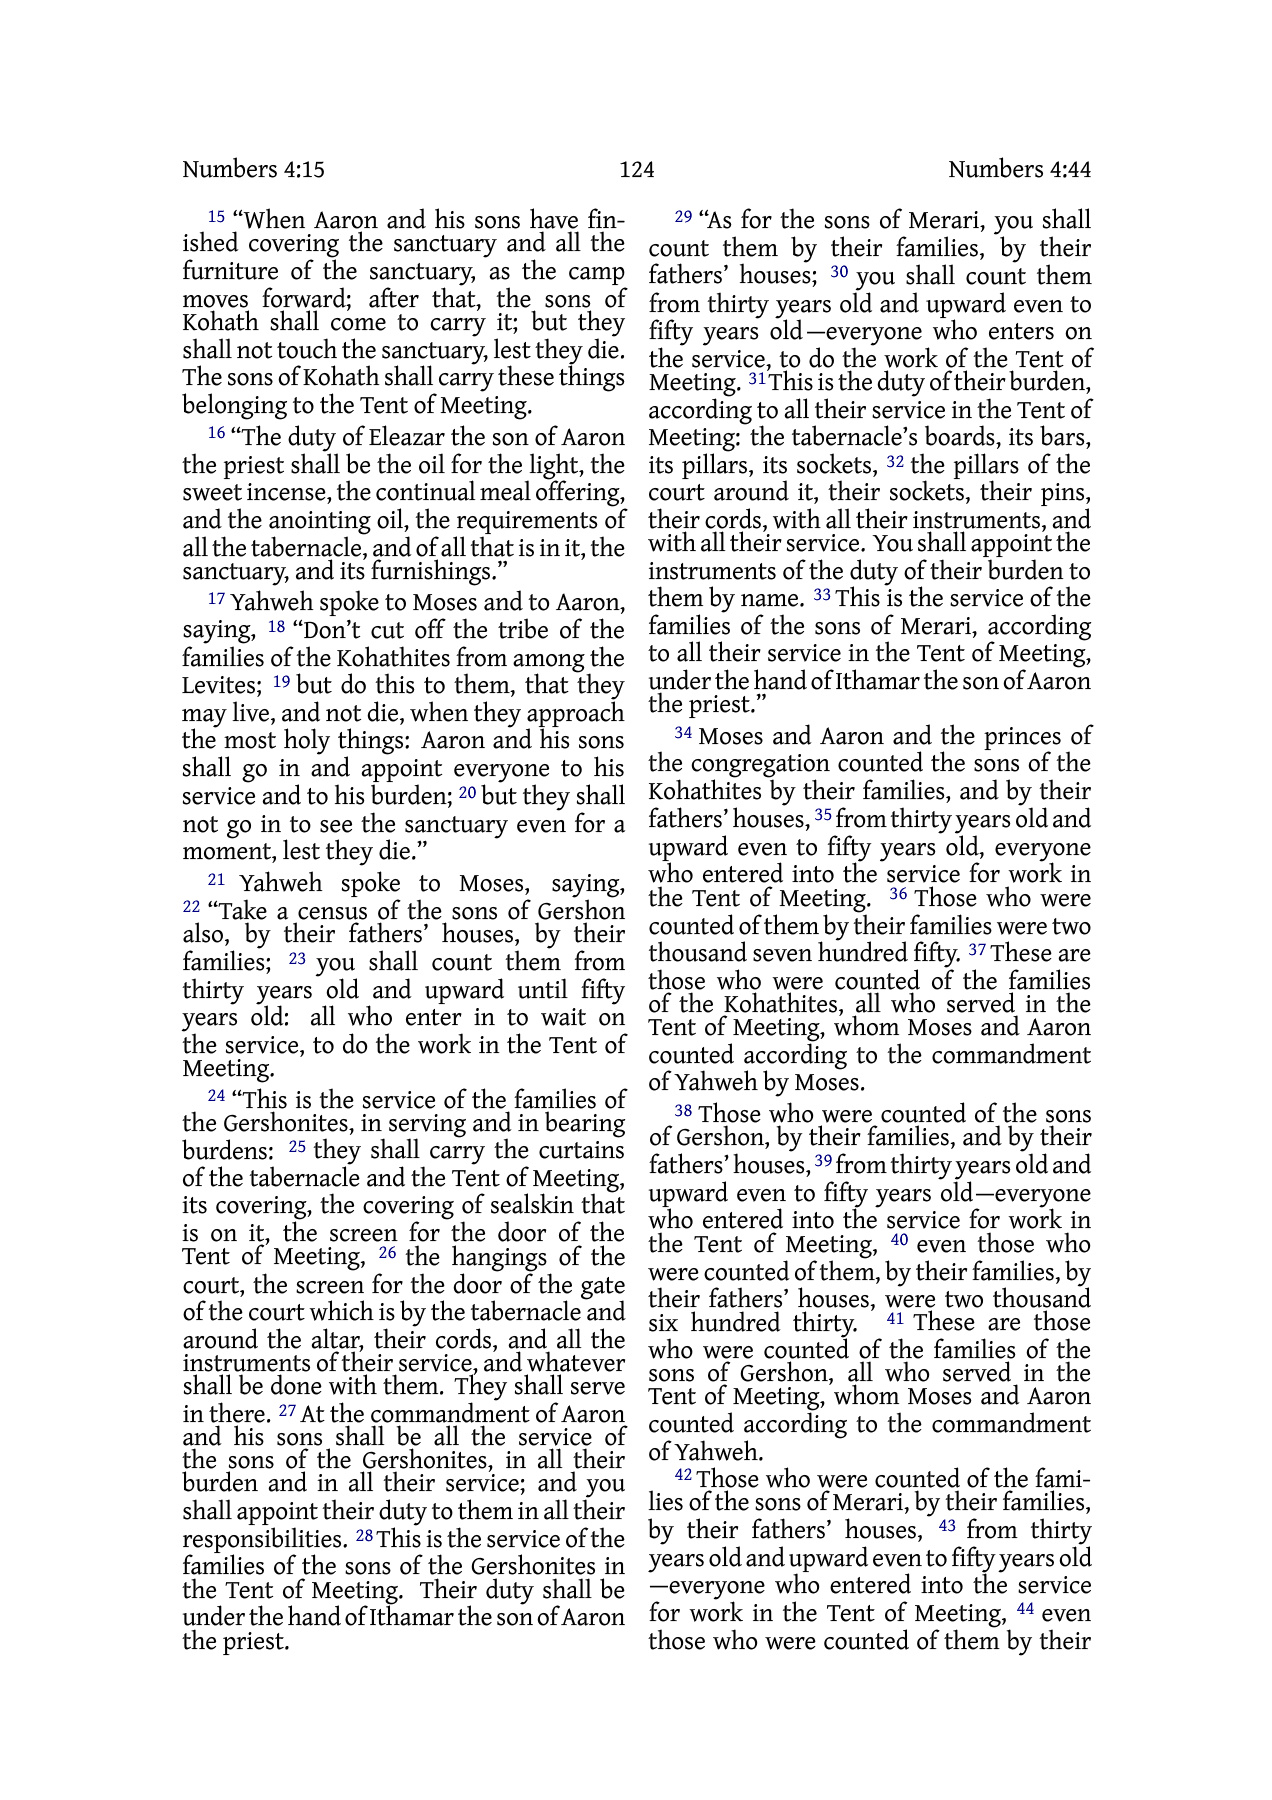 Numbers 4:15 124 Numbers 4:44
15 “When Aaron and his sons have fin-
ished covering the sanctuary and all the
furniture of the sanctuary, as the camp
moves forward; after that, the sons of
Kohath shall come to carry it; but they
shall not touch the sanctuary, lest they die.
The sons of Kohath shall carry these things
belonging to the Tent of Meeting.
16 “The duty of Eleazar the son of Aaron
the priest shall be the oil for the light, the
sweet incense, the continual meal offering,
and the anointing oil, the requirements of
all the tabernacle, and of all that is in it, the
sanctuary, and its furnishings.”
17 Yahweh spoke to Moses and to Aaron,
saying, 18 “Don’t cut off the tribe of the
families of the Kohathites from among the
Levites; 19 but do this to them, that they
may live, and not die, when they approach
the most holy things: Aaron and his sons
shall go in and appoint everyone to his
service and to his burden; 20 but they shall
not go in to see the sanctuary even for a
moment, lest they die.”
21 Yahweh spoke to Moses, saying,
22 “Take a census of the sons of Gershon
also, by their fathers’ houses, by their
families; 23 you shall count them from
thirty years old and upward until fifty
years old: all who enter in to wait on
the service, to do the work in the Tent of
Meeting.
24 “This is the service of the families of
the Gershonites, in serving and in bearing
burdens: 25 they shall carry the curtains
of the tabernacle and the Tent of Meeting,
its covering, the covering of sealskin that
is on it, the screen for the door of the
Tent of Meeting, 26 the hangings of the
court, the screen for the door of the gate
of the court which is by the tabernacle and
around the altar, their cords, and all the
instruments of their service, and whatever
shall be done with them. They shall serve
in there. 27 At the commandment of Aaron
and his sons shall be all the service of
the sons of the Gershonites, in all their
burden and in all their service; and you
shall appoint their duty to them in all their
responsibilities. 28 This is the service of the
families of the sons of the Gershonites in
the Tent of Meeting. Their duty shall be
under the hand of Ithamar the son of Aaron
the priest.
29 “As for the sons of Merari, you shall
count them by their families, by their
fathers’ houses; 30 you shall count them
from thirty years old and upward even to
fifty years old—everyone who enters on
the service, to do the work of the Tent of
Meeting. 31 This is the duty of their burden,
according to all their service in the Tent of
Meeting: the tabernacle’s boards, its bars,
its pillars, its sockets, 32 the pillars of the
court around it, their sockets, their pins,
their cords, with all their instruments, and
with all their service. You shall appoint the
instruments of the duty of their burden to
them by name. 33 This is the service of the
families of the sons of Merari, according
to all their service in the Tent of Meeting,
under the hand of Ithamar the son of Aaron
the priest.”
34 Moses and Aaron and the princes of
the congregation counted the sons of the
Kohathites by their families, and by their
fathers’ houses, 35 from thirty years old and
upward even to fifty years old, everyone
who entered into the service for work in
the Tent of Meeting. 36 Those who were
counted of them by their families were two
thousand seven hundred fifty. 37 These are
those who were counted of the families
of the Kohathites, all who served in the
Tent of Meeting, whom Moses and Aaron
counted according to the commandment
of Yahweh by Moses.
38 Those who were counted of the sons
of Gershon, by their families, and by their
fathers’ houses, 39 from thirty years old and
upward even to fifty years old—everyone
who entered into the service for work in
the Tent of Meeting, 40 even those who
were counted of them, by their families, by
their fathers’ houses, were two thousand
six hundred thirty. 41 These are those
who were counted of the families of the
sons of Gershon, all who served in the
Tent of Meeting, whom Moses and Aaron
counted according to the commandment
of Yahweh.
42 Those who were counted of the fami-
lies of the sons of Merari, by their families,
by their fathers’ houses, 43 from thirty
years old and upward even to fifty years old
—everyone who entered into the service
for work in the Tent of Meeting, 44 even
those who were counted of them by their